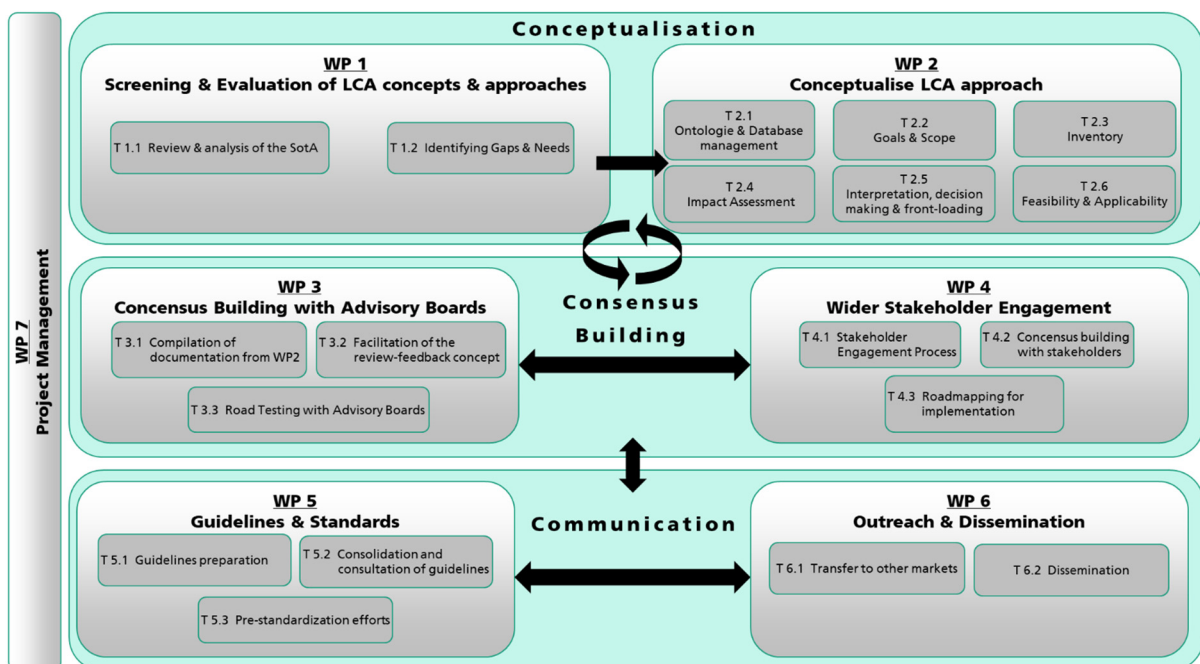 WP 7
Project Management
Conceptualisation
WP 1
Screening & Evaluation of LCA concepts & approaches
T 1.1 Review & analysis of the SotA
T 1.2 Identifying Gaps & Needs
WP 2
Conceptualise LCA approach
T 2.1
Ontologie & Database
management
T 2.2
Goals & Scope
T 2.3
Inventory
T 2.4
Impact Assessment
T 2.5
Interpretation, decision
making & front-loading
T 2.6
Feasibility & Applicability
Consensus
Building
WP 3
Concensus Building with Advisory Boards
T 3.1 Compilation of
documentation from WP2
T 3.2 Facilitation of the
review-feedback concept
T 3.3 Road Testing with Advisory Boards
WP 4
Wider Stakeholder Engagement
T 4.1 Stakeholder
Engagement Process
T 4.2 Concensus building
with stakeholders
T 4.3 Roadmapping for
implementation
Communication
WP 5
Guidelines & Standards
T 5.1 Guidelines preparation
T 5.2 Consolidation and
consultation of guidelines
T 5.3 Pre-standardization efforts
WP 6
Outreach & Dissemination
T 6.1 Transfer to other markets
T 6.2 Dissemination